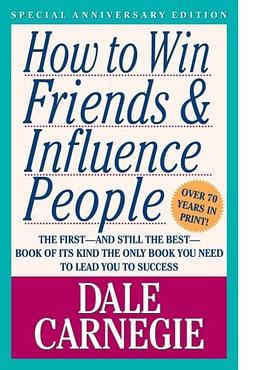 SPECIAL ANNIVERSARY EDITION
How to Win
Friends &
Influence
People
OVER 70
YEARS IN
PRINT!
THE FIRST—AND STILL THE BEST—
BOOK OF ITS KIND THE ONLY BOOK YOU NEED
TO LEAD YOU TO SUCCESS
DALE
CARNEGIE